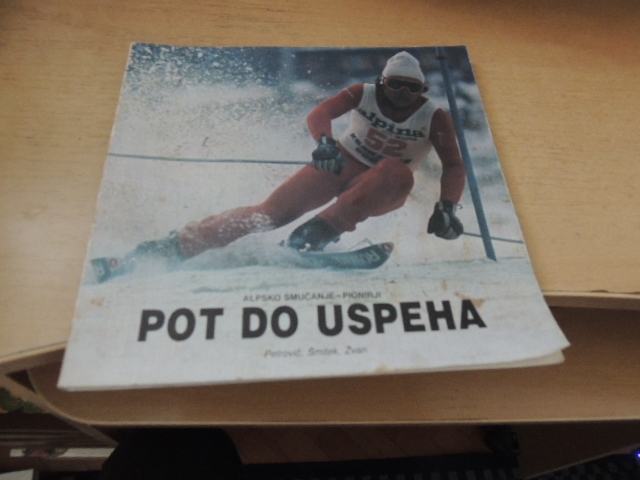 alpina
52
ALPSKO SMUČANJE - PIONIRJI
POT DO USPEHA
Petrovič, Šmitek, Žvan